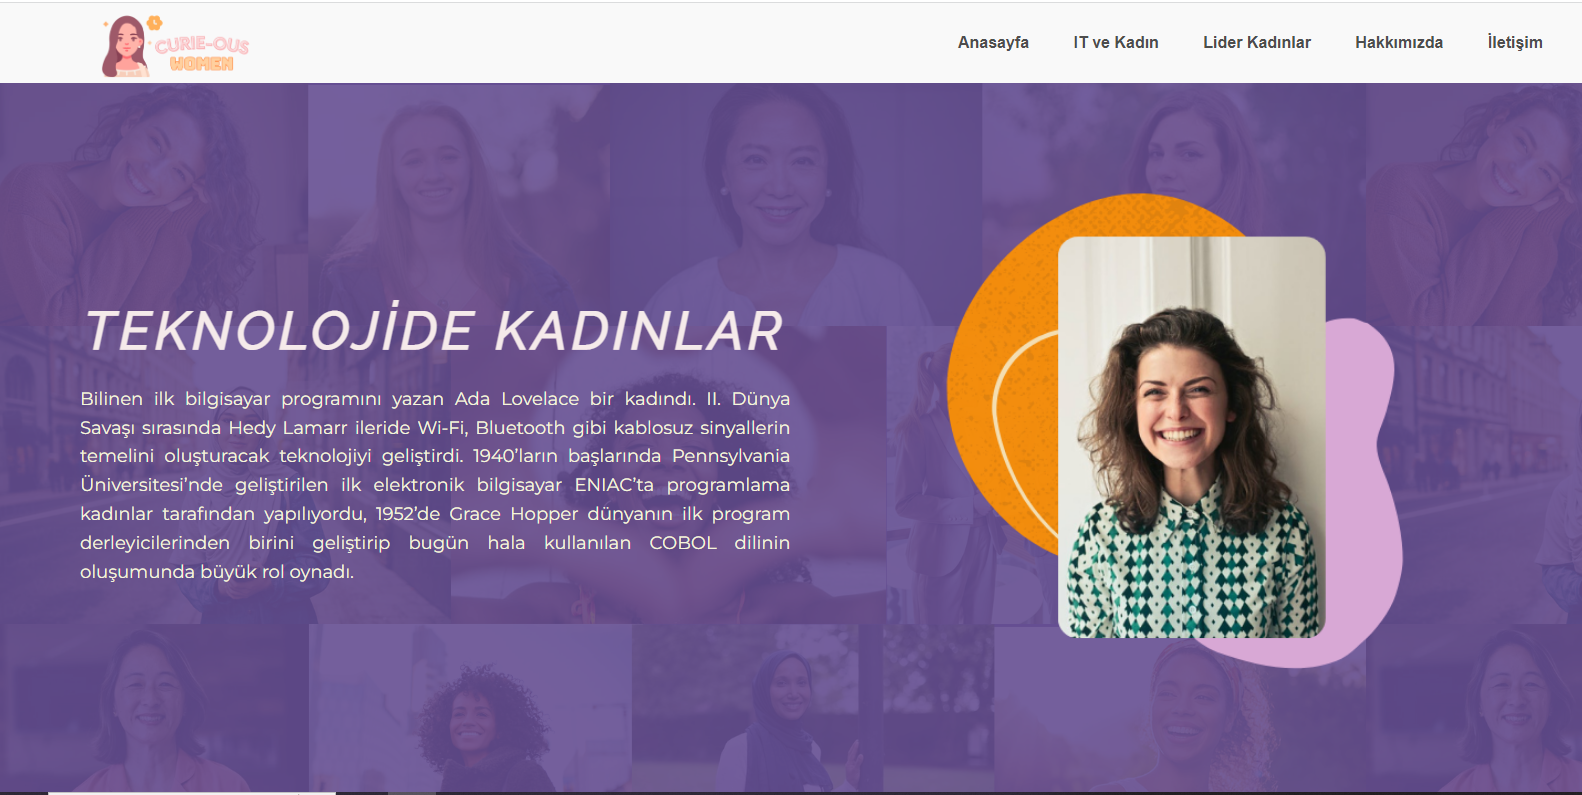 CURIE-OUS
WOMEN
Anasayfa
IT ve Kadın
Lider Kadınlar
Hakkımızda
İletişim
TEKNOLOJİDE KADINLAR
Bilinen ilk bilgisayar programını yazan Ada Lovelace bir kadındı. II. Dünya
Savaşı sırasında Hedy Lamarr ileride Wi-Fi, Bluetooth gibi kablosuz sinyallerin
temelini oluşturacak teknolojiyi geliştirdi. 1940’ların başlarında Pennsylvania
Üniversitesi’nde geliştirilen ilk elektronik bilgisayar ENIAC’ta programlama
kadınlar tarafından yapılıyordu, 1952’de Grace Hopper dünyanın ilk program
derleyicilerinden birini geliştirip bugün hala kullanılan COBOL dilinin
oluşumunda büyük rol oynadı.